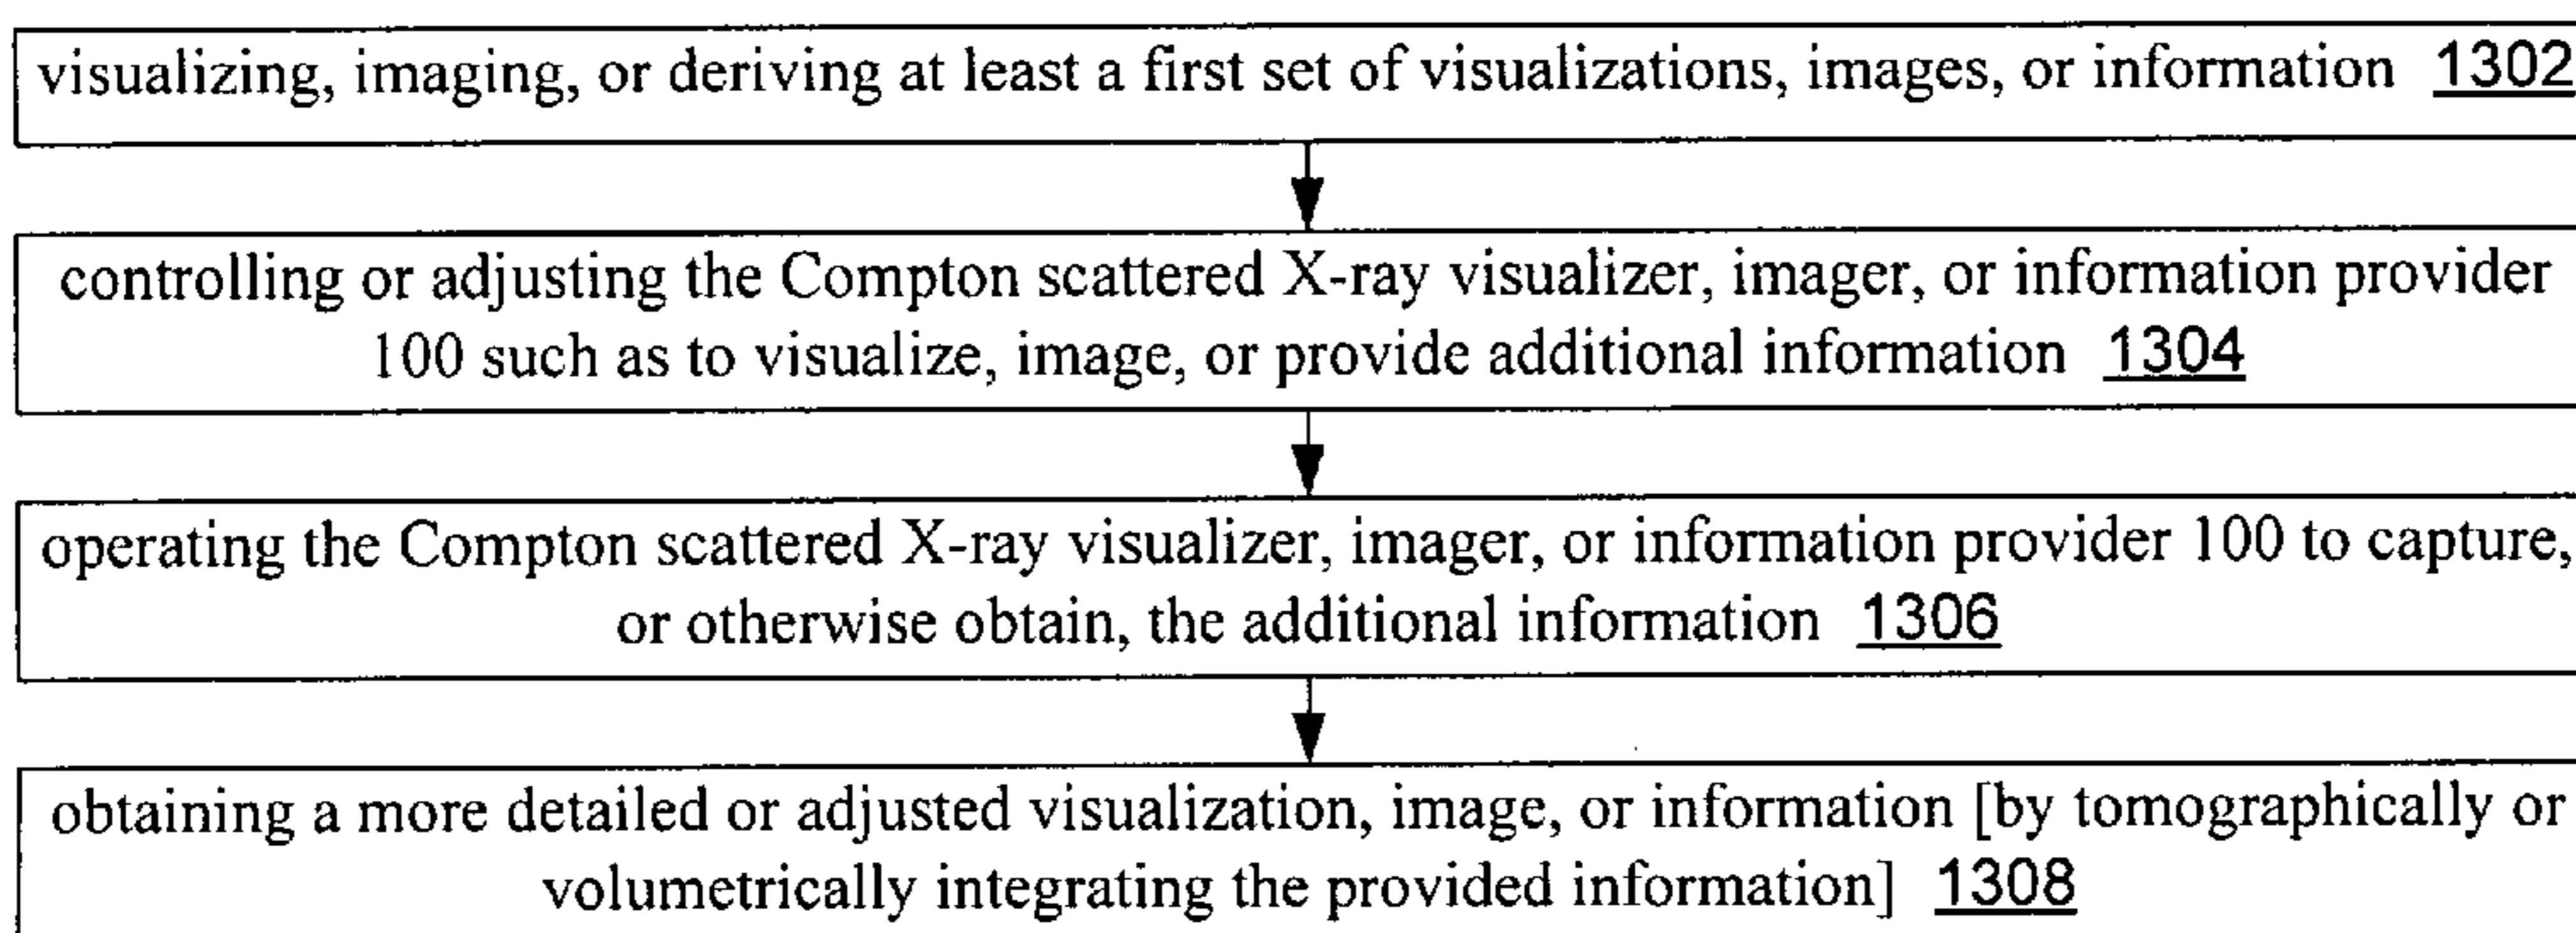 visualizing, imaging, or deriving at least a first set of visualizations, images, or information 1302
controlling or adjusting the Compton scattered X-ray visualizer, imager, or information provider
100 such as to visualize, image, or provide additional information 1304
operating the Compton scattered X-ray visualizer, imager, or information provider 100 to capture,
or otherwise obtain, the additional information 1306
obtaining a more detailed or adjusted visualization, image, or information [by tomographically or
volumetrically integrating the provided information] 1308